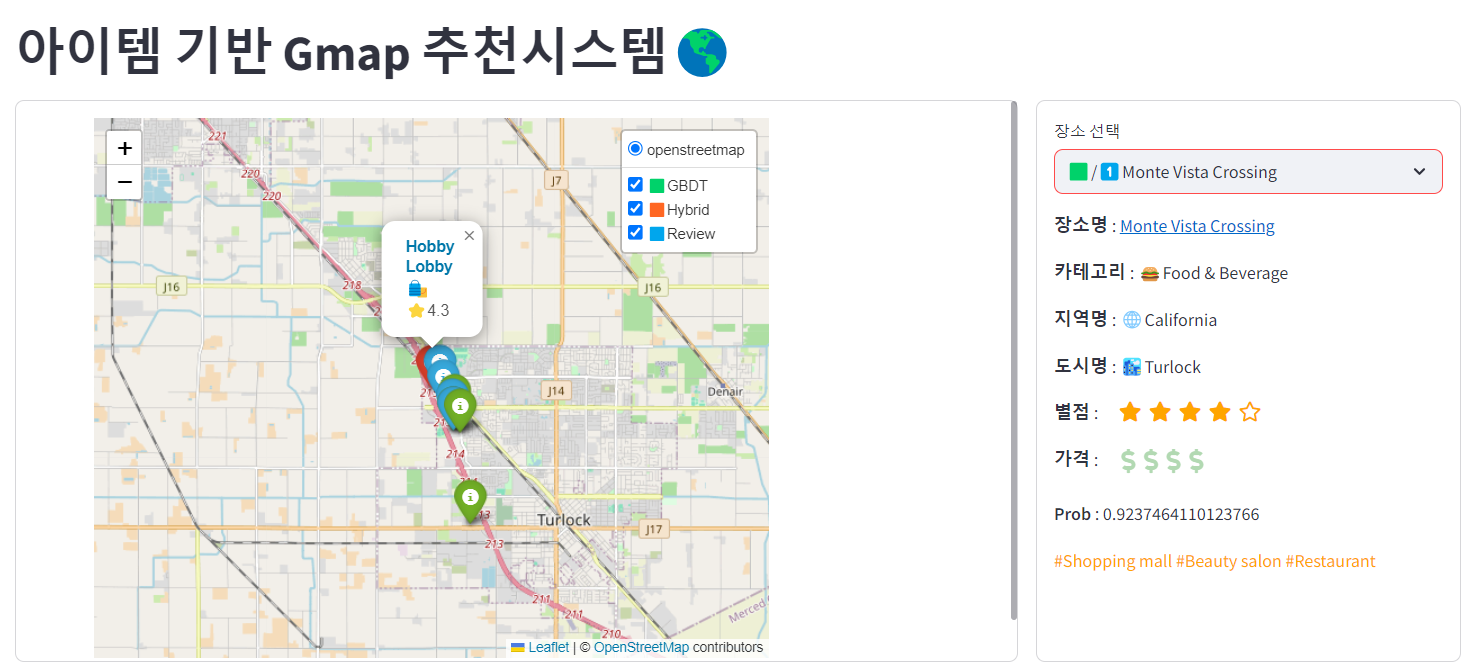 아이템 기반 Gmap 추천시스템
+
−
openstreetmap
GBDT
Hybrid
Review
221
220
220
J7
Hobby
Lobby
4.3
×
J16
218
J16
J14
Denair
214
Turlock
J17
213
213
211
211
210
Merced
Leaflet | © OpenStreetMap contributors
장소 선택
/ 1 Monte Vista Crossing
장소명 : Monte Vista Crossing
카테고리 : Food & Beverage
지역명 : California
도시명 : Turlock
별점 :
가격 : $ $ $ $
Prob : 0.9237464110123766
#Shopping mall #Beauty salon #Restaurant